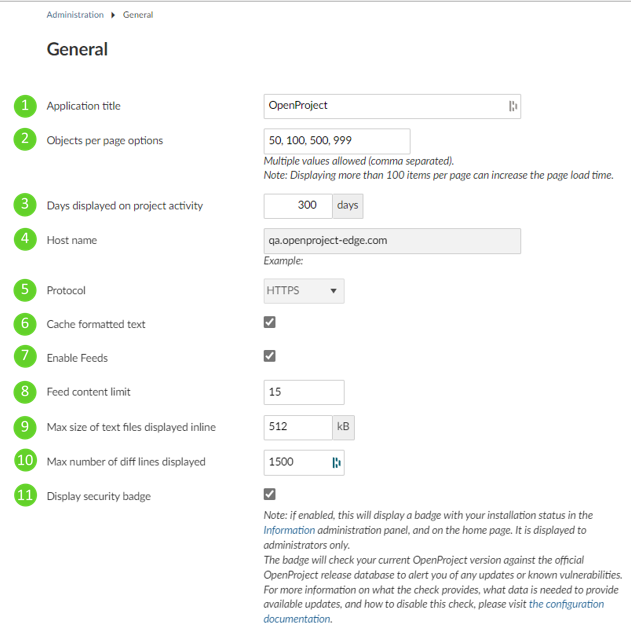 Administration ▸ General
General
1 Application title OpenProject
2 Objects per page options 50, 100, 500, 999
Multiple values allowed (comma separated).
Note: Displaying more than 100 items per page can increase the page load time.
3 Days displayed on project activity 300 days
4 Host name qa.openproject-edge.com
Example:
5 Protocol HTTPS
6 Cache formatted text
7 Enable Feeds
8 Feed content limit 15
9 Max size of text files displayed inline 512 kB
10 Max number of diff lines displayed 1500
11 Display security badge
Note: if enabled, this will display a badge with your installation status in the
Information administration panel, and on the home page. It is displayed to
administrators only.
The badge will check your current OpenProject version against the official
OpenProject release database to alert you of any updates or known vulnerabilities.
For more information on what the check provides, what data is needed to provide
available updates, and how to disable this check, please visit the configuration
documentation.